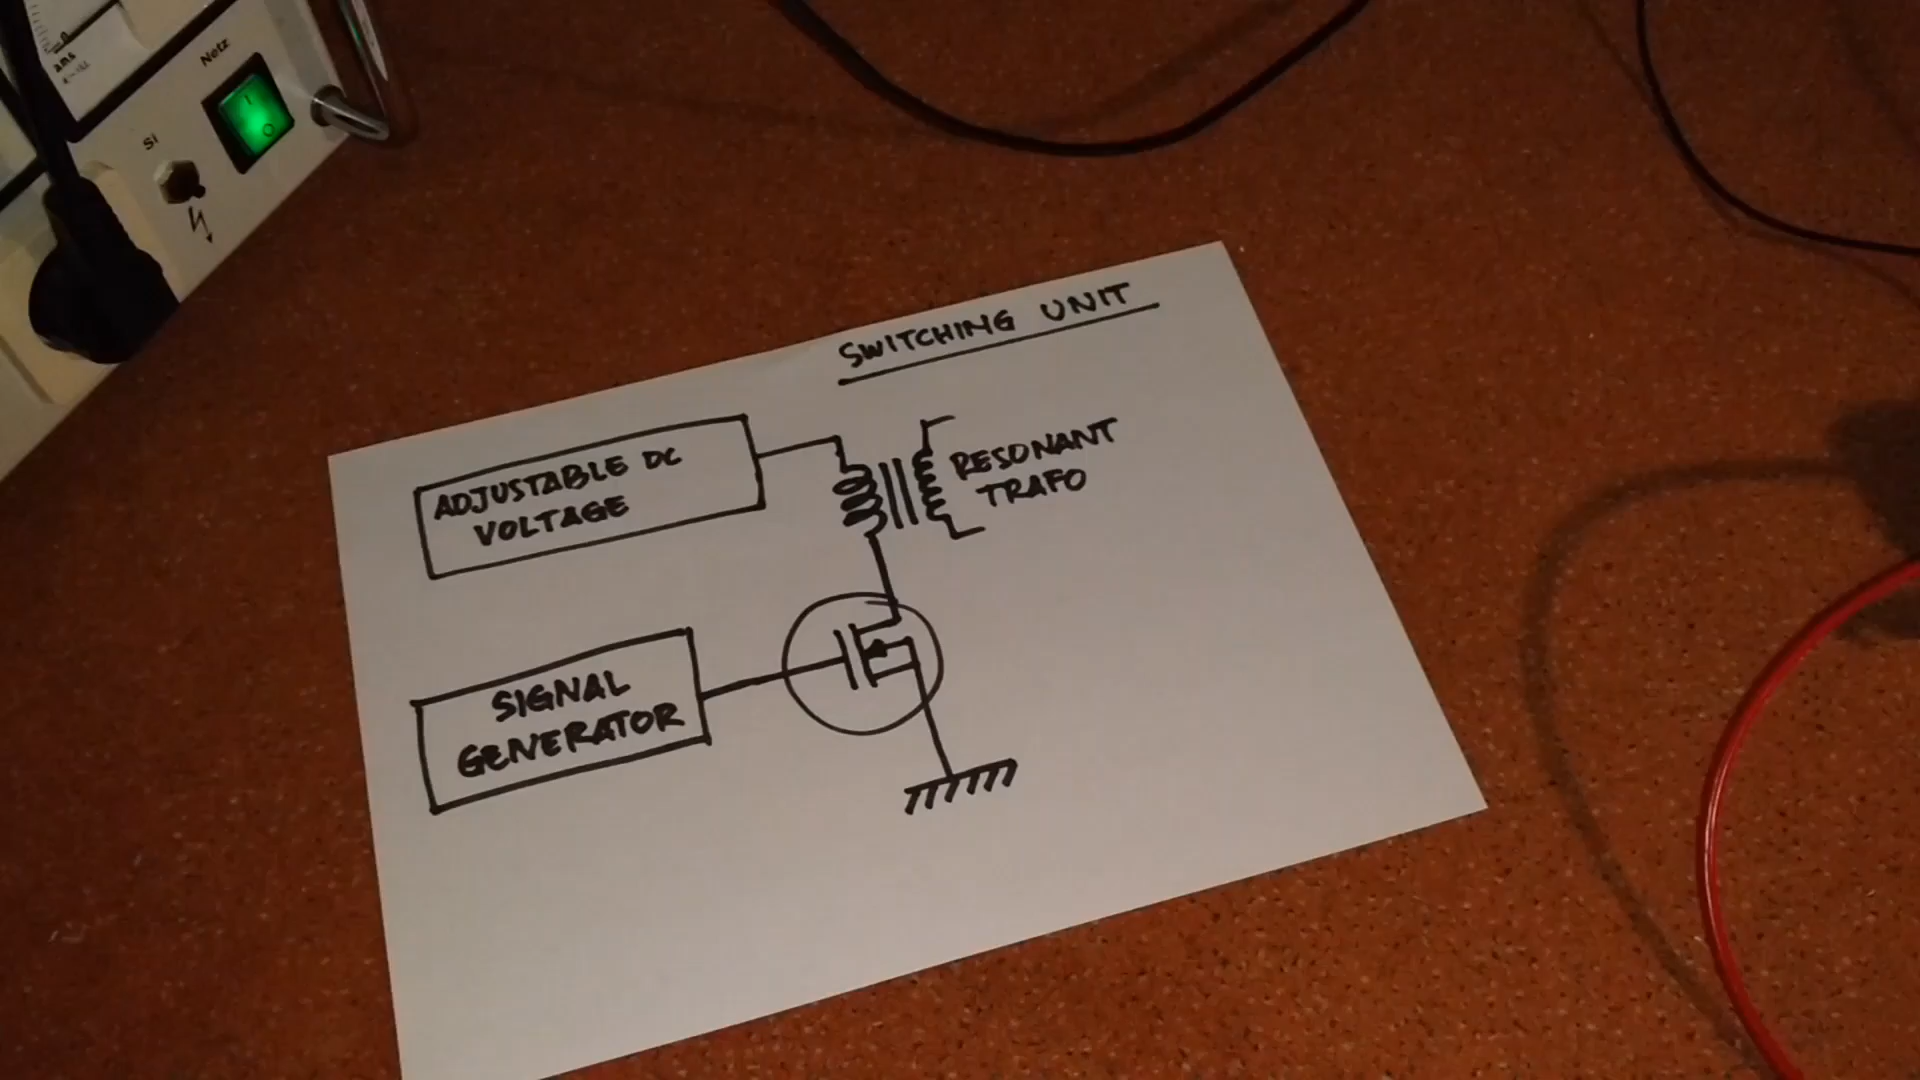 Netz
SI
SWITCHING UNIT
ADJUSTABLE DC
VOLTAGE
RESONANT
TRAFO
SIGNAL
GENERATOR